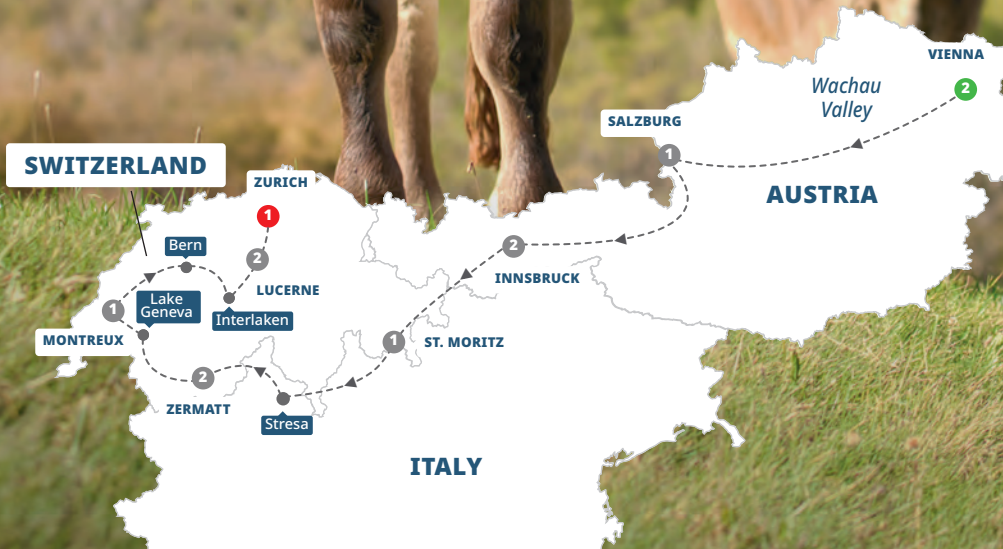 VIENNA
2
Wachau
Valley
SALZBURG
1
AUSTRIA
SWITZERLAND
ZURICH
1
Bern
2
INNSBRUCK
2
LUCERNE
Lake
Geneva
1
Interlaken
MONTREUX
1
ST. MORITZ
2
ZERMATT
Stresa
ITALY